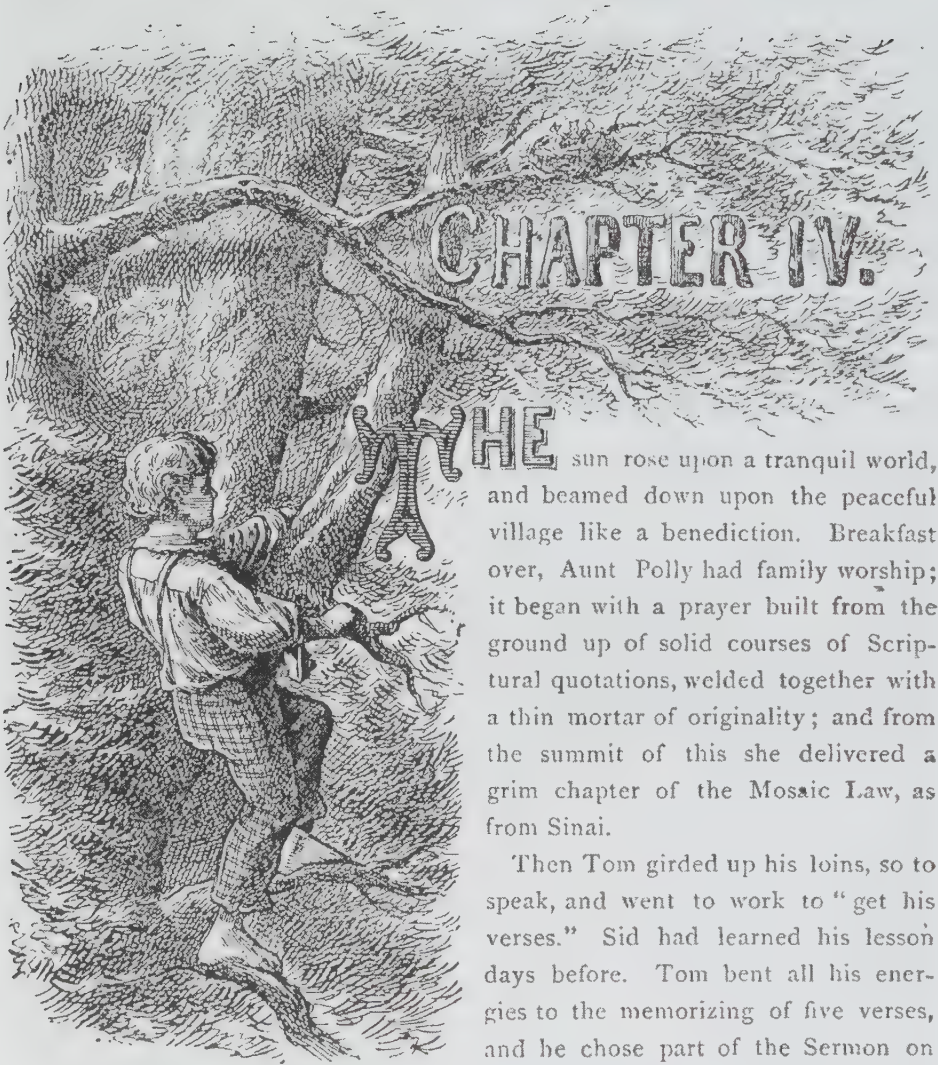 CHAPTER IV.
THE sun rose upon a tranquil world,
and beamed down upon the peaceful
village like a benediction. Breakfast
over, Aunt Polly had family worship;
it began with a prayer built from the
ground up of solid courses of Scrip-
tural quotations, welded together with
a thin mortar of originality; and from
the summit of this she delivered a
grim chapter of the Mosaic Law, as
from Sinai.
Then Tom girded up his loins, so to
speak, and went to work to "get his
verses." Sid had learned his lesson
days before. Tom bent all his ener-
gies to the memorizing of five verses,
and he chose part of the Sermon on